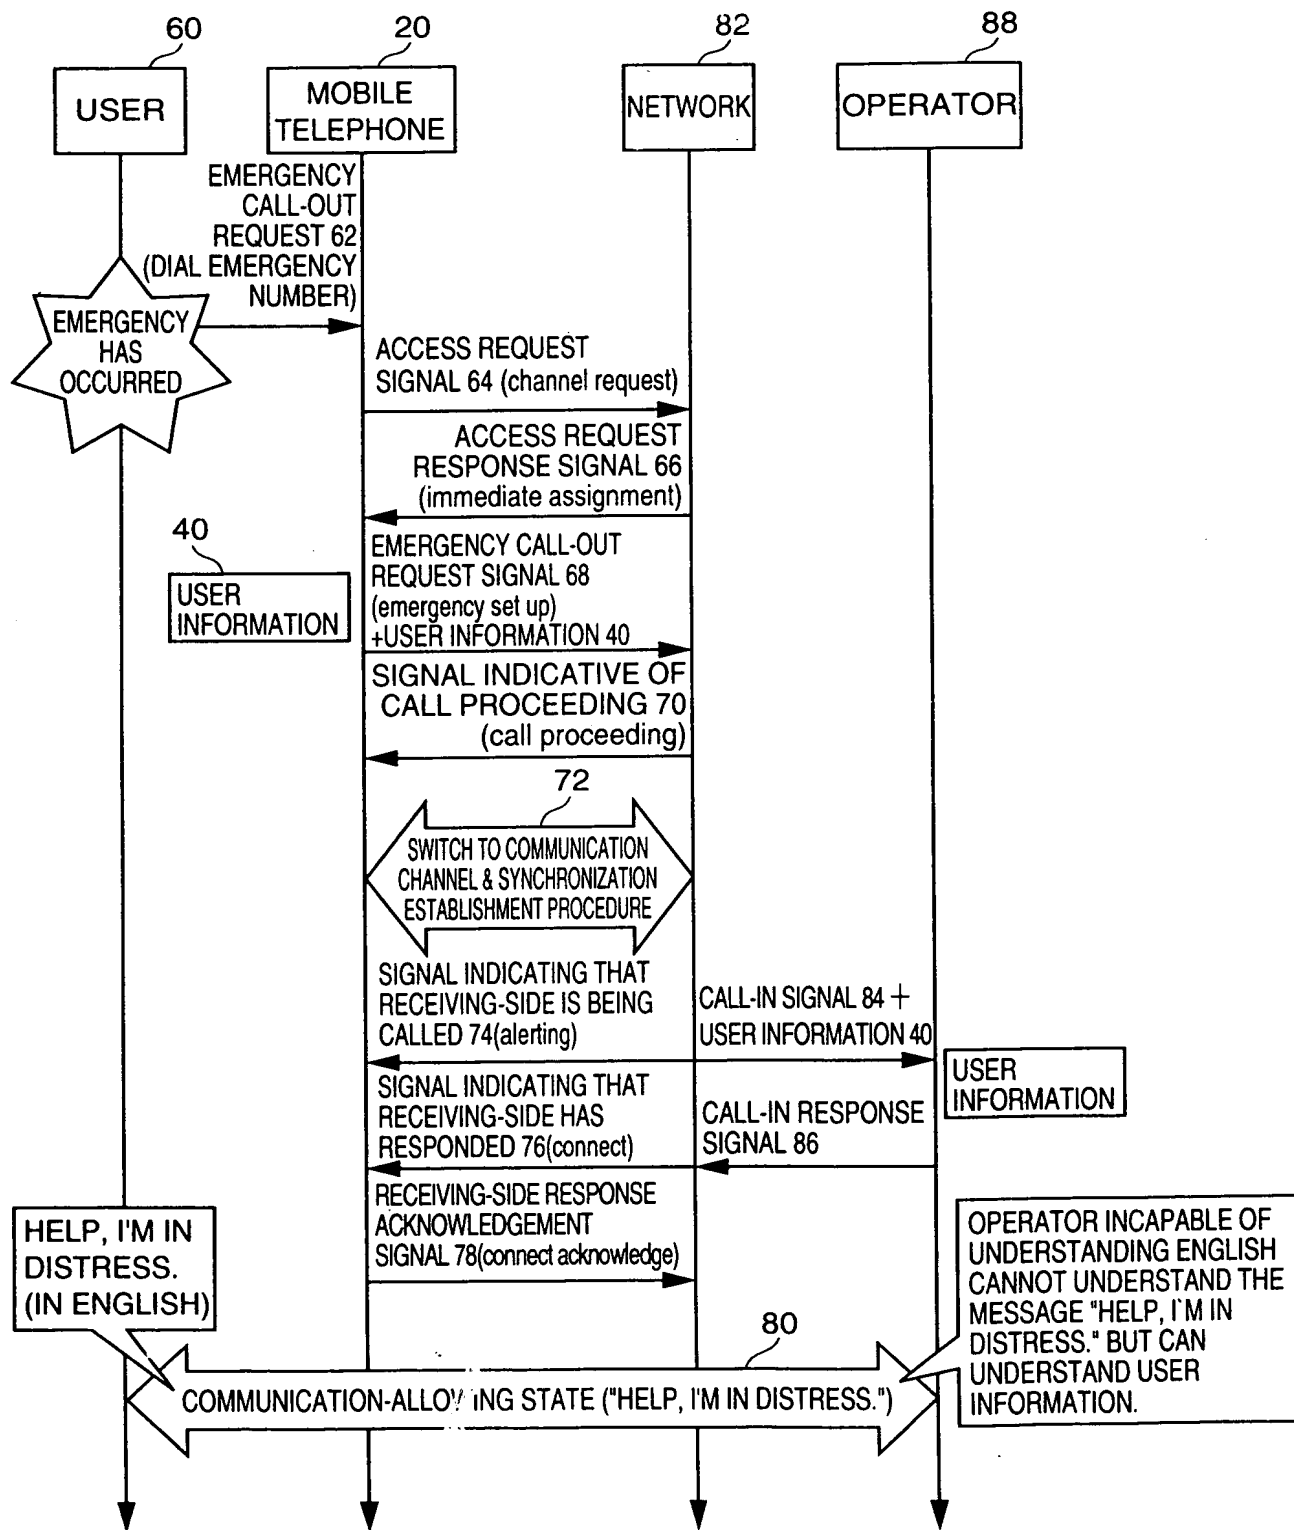 60
20
82
88
USER
MOBILE
TELEPHONE
NETWORK
OPERATOR
EMERGENCY
CALL-OUT
REQUEST 62
(DIAL EMERGENCY
NUMBER)
EMERGENCY
HAS
OCCURRED
ACCESS REQUEST
SIGNAL 64 (channel request)
ACCESS REQUEST
RESPONSE SIGNAL 66
(immediate assignment)
40
USER
INFORMATION
EMERGENCY CALL-OUT
REQUEST SIGNAL 68
(emergency set up)
+USER INFORMATION 40
SIGNAL INDICATIVE OF
CALL PROCEEDING 70
(call proceeding)
72
SWITCH TO COMMUNICATION
CHANNEL & SYNCHRONIZATION
ESTABLISHMENT PROCEDURE
SIGNAL INDICATING THAT
RECEIVING-SIDE IS BEING
CALLED 74(alerting)
CALL-IN SIGNAL 84 +
USER INFORMATION 40
USER
INFORMATION
SIGNAL INDICATING THAT
RECEIVING-SIDE HAS
RESPONDED 76(connect)
CALL-IN RESPONSE
SIGNAL 86
RECEIVING-SIDE RESPONSE
ACKNOWLEDGEMENT
SIGNAL 78(connect acknowledge)
HELP, I'M IN
DISTRESS.
(IN ENGLISH)
OPERATOR INCAPABLE OF
UNDERSTANDING ENGLISH
CANNOT UNDERSTAND THE
MESSAGE "HELP, I'M IN
DISTRESS." BUT CAN
UNDERSTAND USER
INFORMATION.
80
COMMUNICATION-ALLOWING STATE ("HELP, I'M IN DISTRESS.")